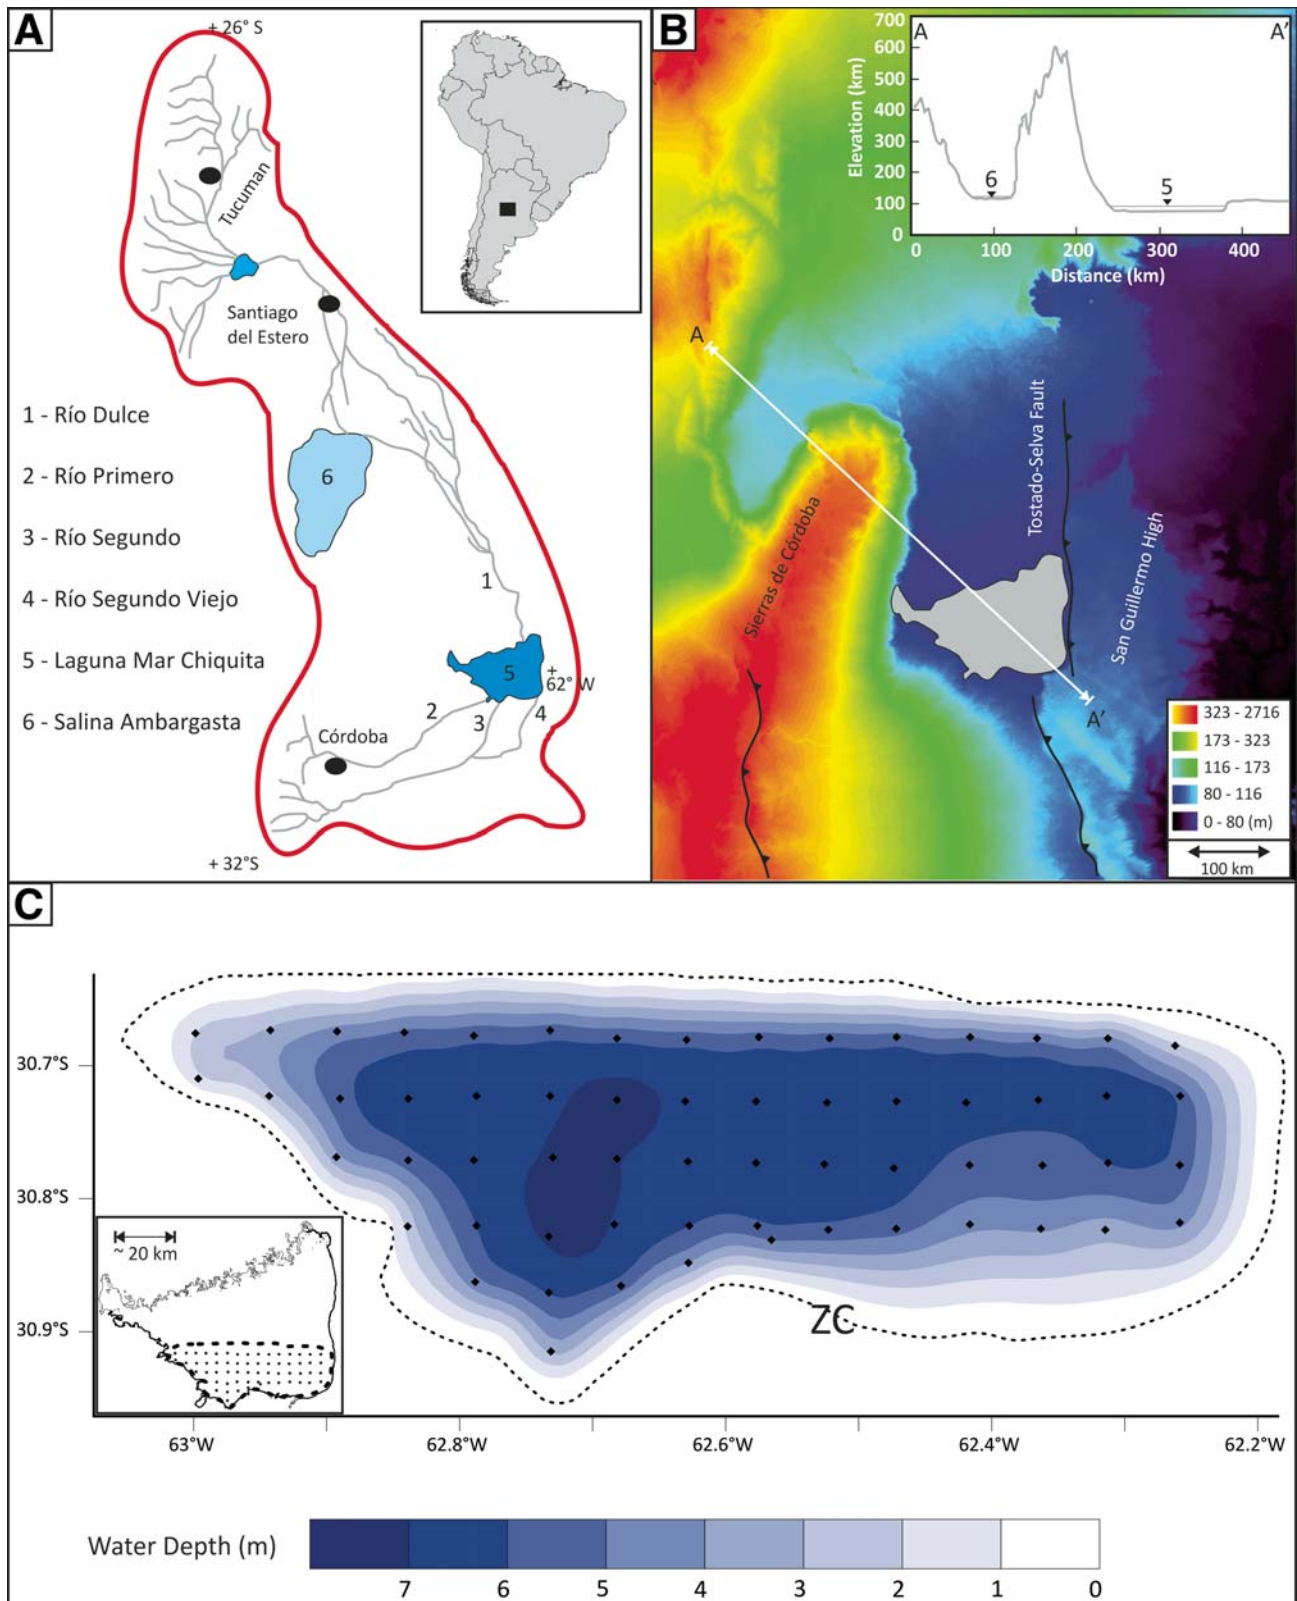 A
+ 26° S
Tucuman
Santiago
del Estero
1 - Río Dulce
2 - Río Primero
3 - Río Segundo
4 - Río Segundo Viejo
5 - Laguna Mar Chiquita
6 - Salina Ambargasta
6
1
5
+
62° W
2
3
4
Córdoba
+ 32°S
B
A
A'
700
600
500
400
300
200
100
0
Elevation (km)
6
5
0
100
200
300
400
Distance (km)
A
Tostado-Selva Fault
Sierras de Córdoba
San Guillermo High
A'
323 - 2716
173 - 323
116 - 173
80 - 116
0 - 80 (m)
100 km
C
30.7°S
30.8°S
30.9°S
~ 20 km
ZC
63°W
62.8°W
62.6°W
62.4°W
62.2°W
Water Depth (m)
7
6
5
4
3
2
1
0